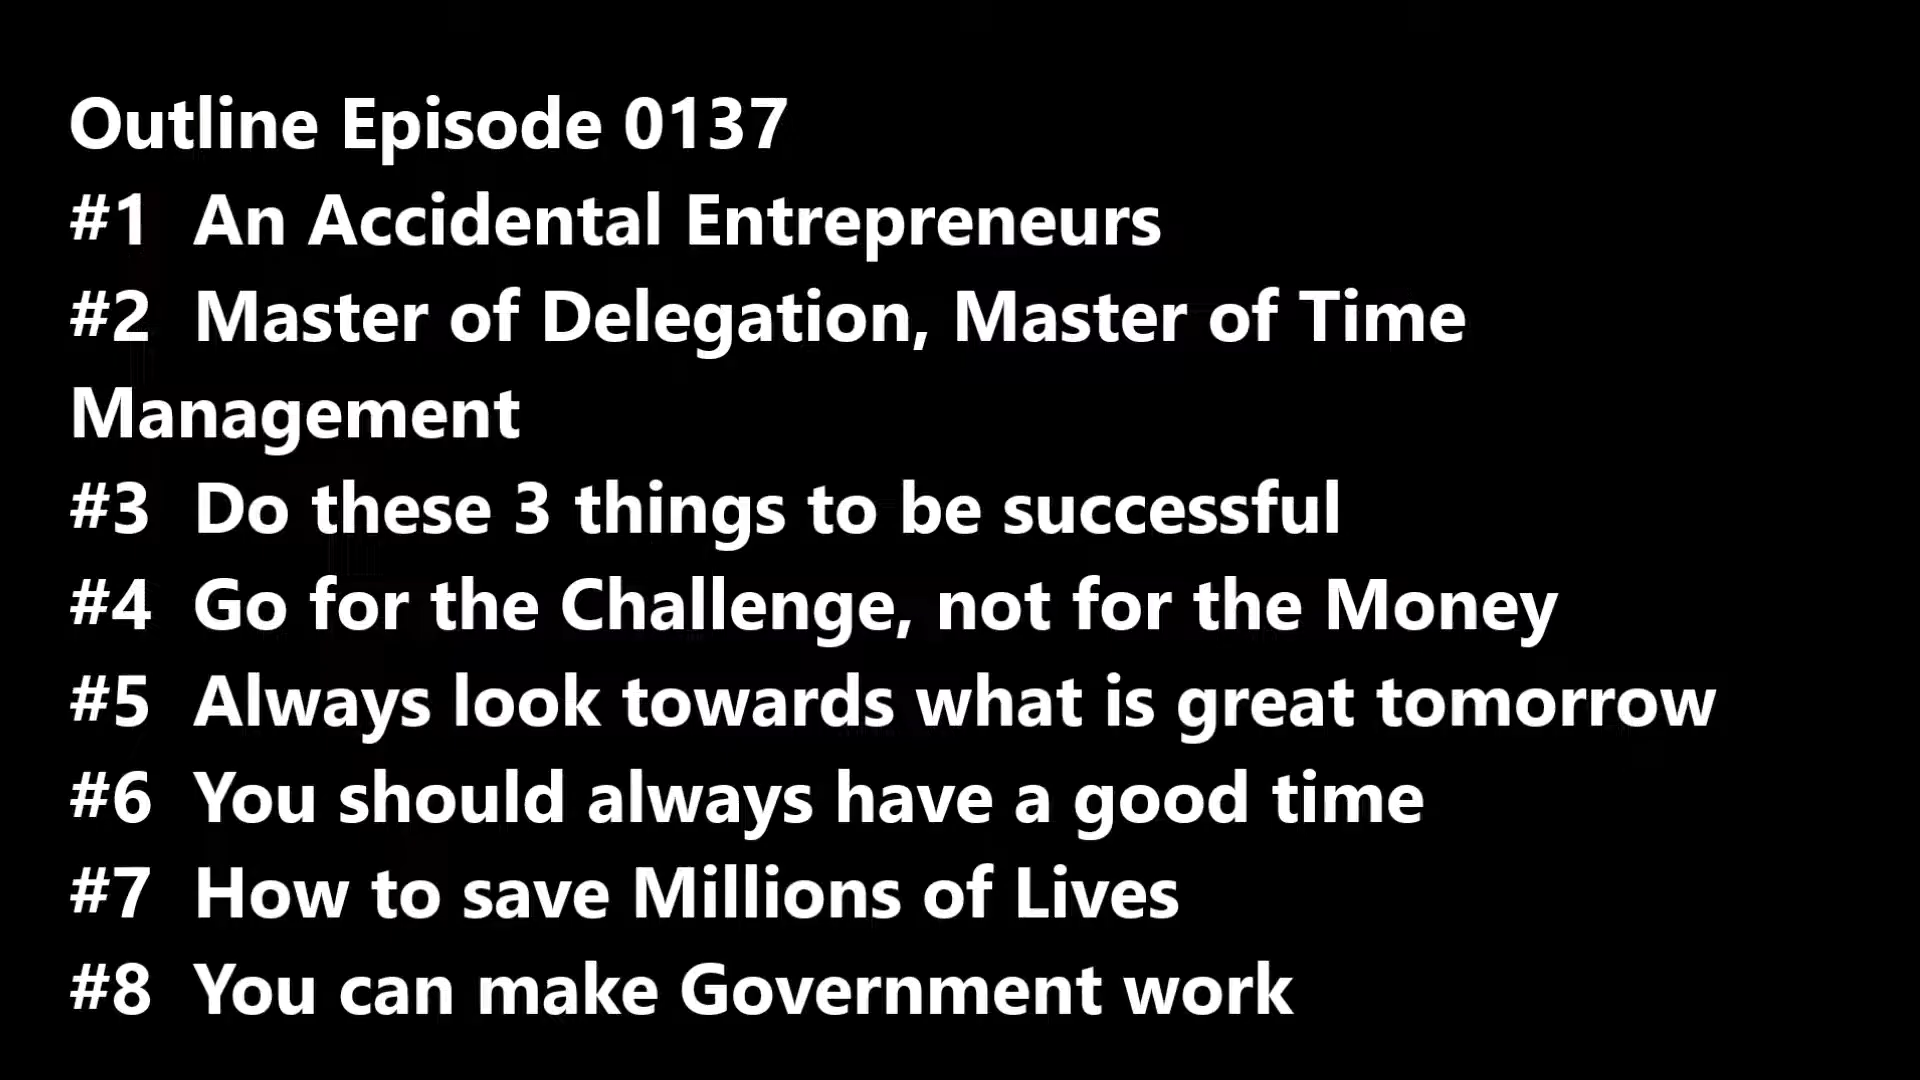 Outline Episode 0137
#1 An Accidental Entrepreneurs
#2 Master of Delegation, Master of Time
Management
#3 Do these 3 things to be successful
#4 Go for the Challenge, not for the Money
#5 Always look towards what is great tomorrow
#6 You should always have a good time
#7 How to save Millions of Lives
#8 You can make Government work